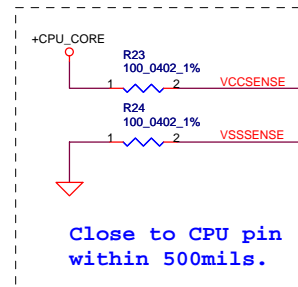 +CPU_CORE
R23
100_0402_1%
1 2 VCCSENSE
R24
100_0402_1%
1 2 VSSSENSE
Close to CPU pin
within 500mils.